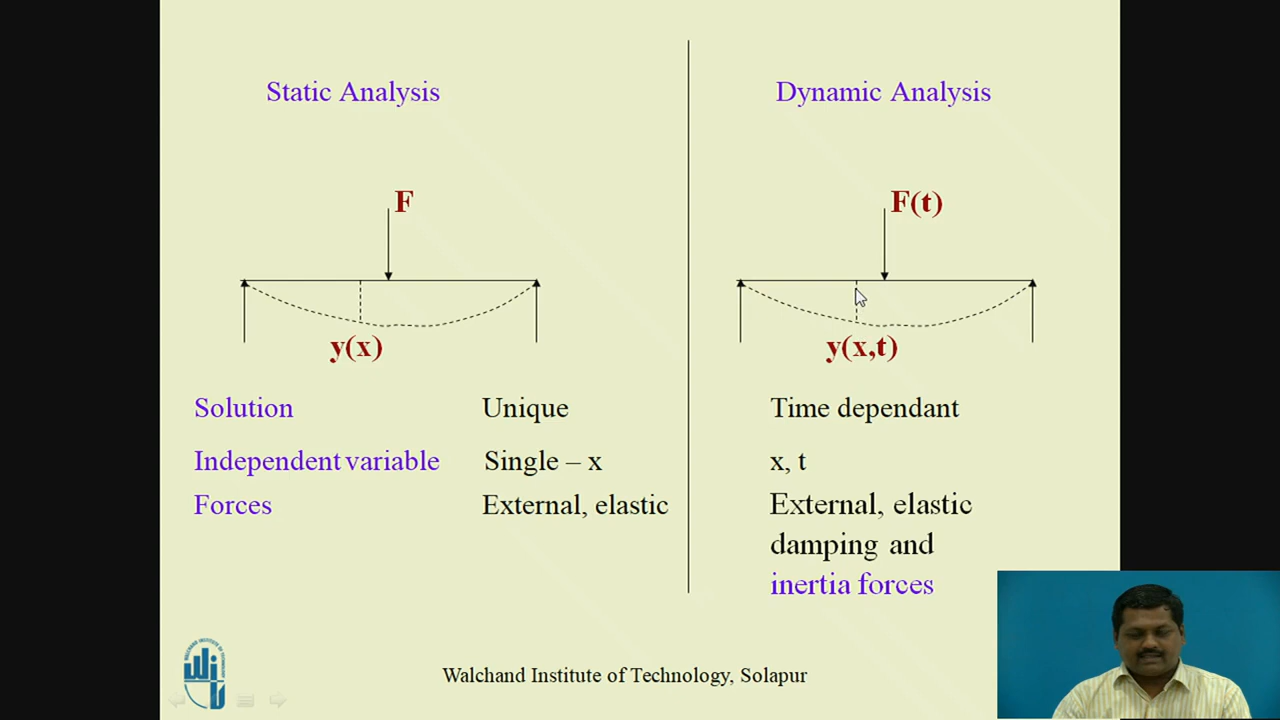 Static Analysis
Dynamic Analysis
F
F(t)
y(x)
y(x,t)
Solution Unique Time dependant
Independent variable Single – x x, t
Forces External, elastic External, elastic
damping and
inertia forces
Walchand Institute of Technology, Solapur